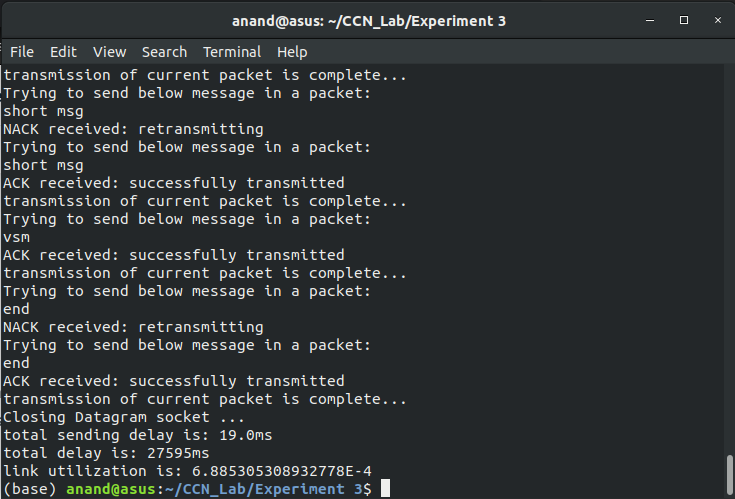 anand@asus: ~/CCN_Lab/Experiment 3
File Edit View Search Terminal Help
transmission of current packet is complete...
Trying to send below message in a packet:
short msg
NACK received: retransmitting
Trying to send below message in a packet:
short msg
ACK received: successfully transmitted
transmission of current packet is complete...
Trying to send below message in a packet:
vsm
ACK received: successfully transmitted
transmission of current packet is complete...
Trying to send below message in a packet:
end
NACK received: retransmitting
Trying to send below message in a packet:
end
ACK received: successfully transmitted
transmission of current packet is complete...
Closing Datagram socket ...
total sending delay is: 19.0ms
total delay is: 27595ms
link utilization is: 6.885305308932778E-4
(base) anand@asus:~/CCN_Lab/Experiment 3$